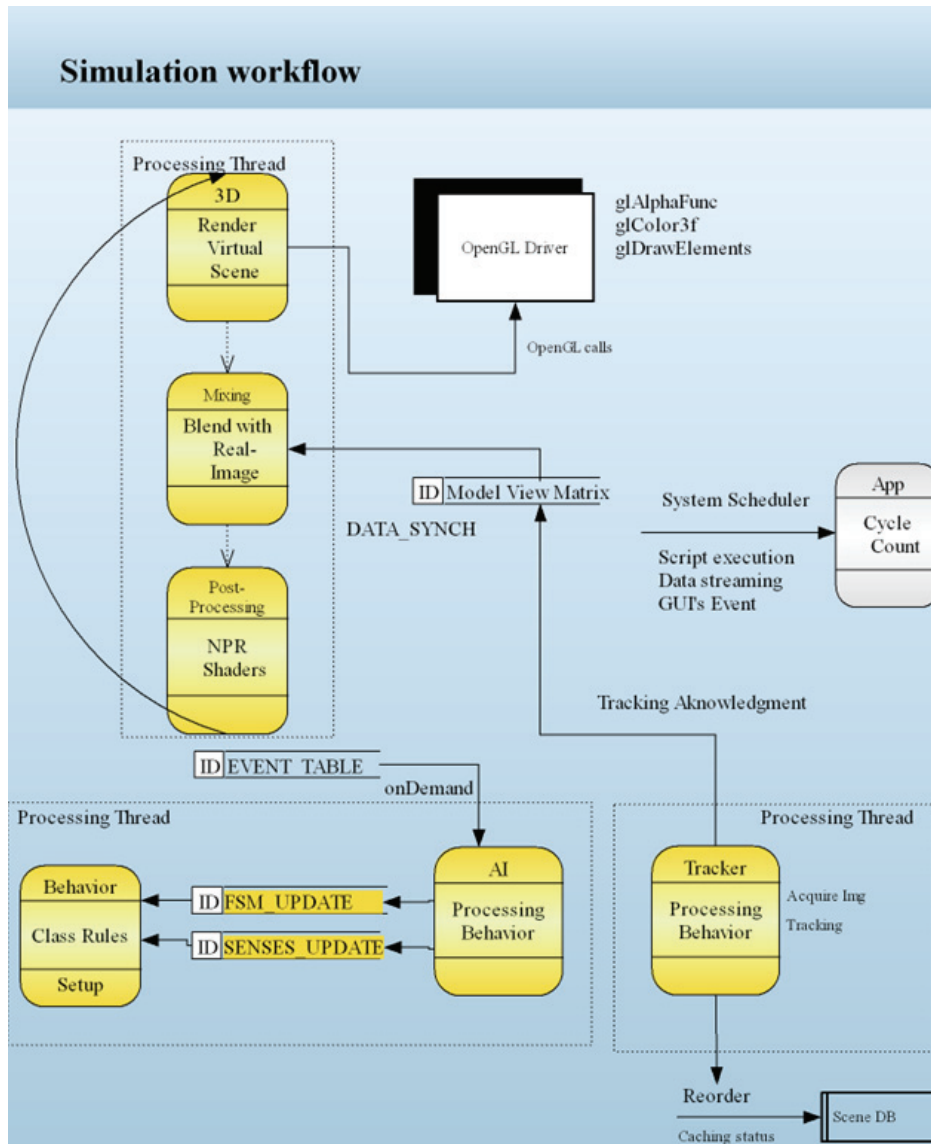 Simulation workflow
Processing Thread
3D
Render
Virtual
Scene
OpenGL Driver
glAlphaFunc
glColor3f
glDrawElements
OpenGL calls
Mixing
Blend with
Real-
Image
ID Model View Matrix
DATA_SYNCH
System Scheduler
Script execution
Data streaming
GUI's Event
App
Cycle
Count
Post-
Processing
NPR
Shaders
Tracking Aknowledgment
ID EVENT_TABLE
onDemand
Processing Thread
Behavior
Class Rules
Setup
ID FSM_UPDATE
ID SENSES_UPDATE
AI
Processing
Behavior
Processing Thread
Tracker
Processing
Behavior
Acquire Img
Tracking
Reorder
Caching status
Scene DB